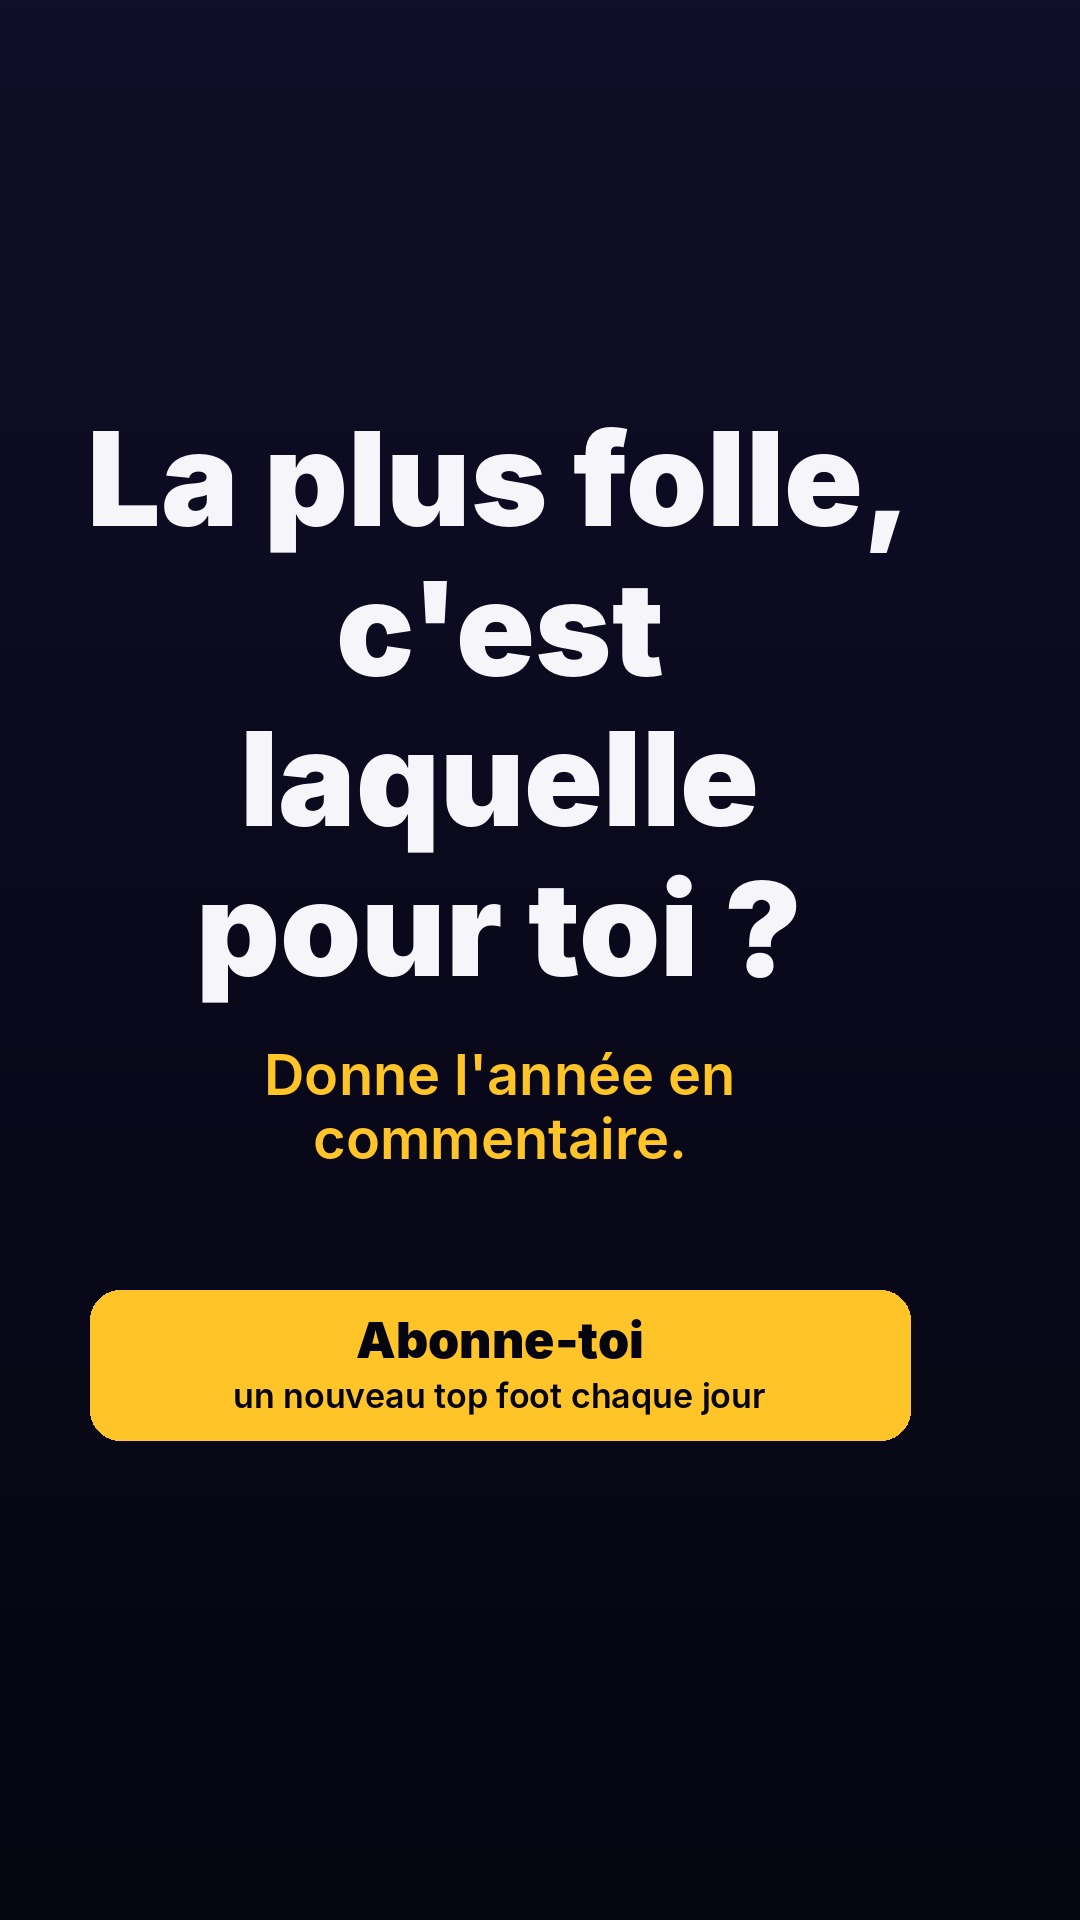 La plus folle,
c'est
laquelle
pour toi ?
Donne l'année en
commentaire.
Abonne-toi
un nouveau top foot chaque jour